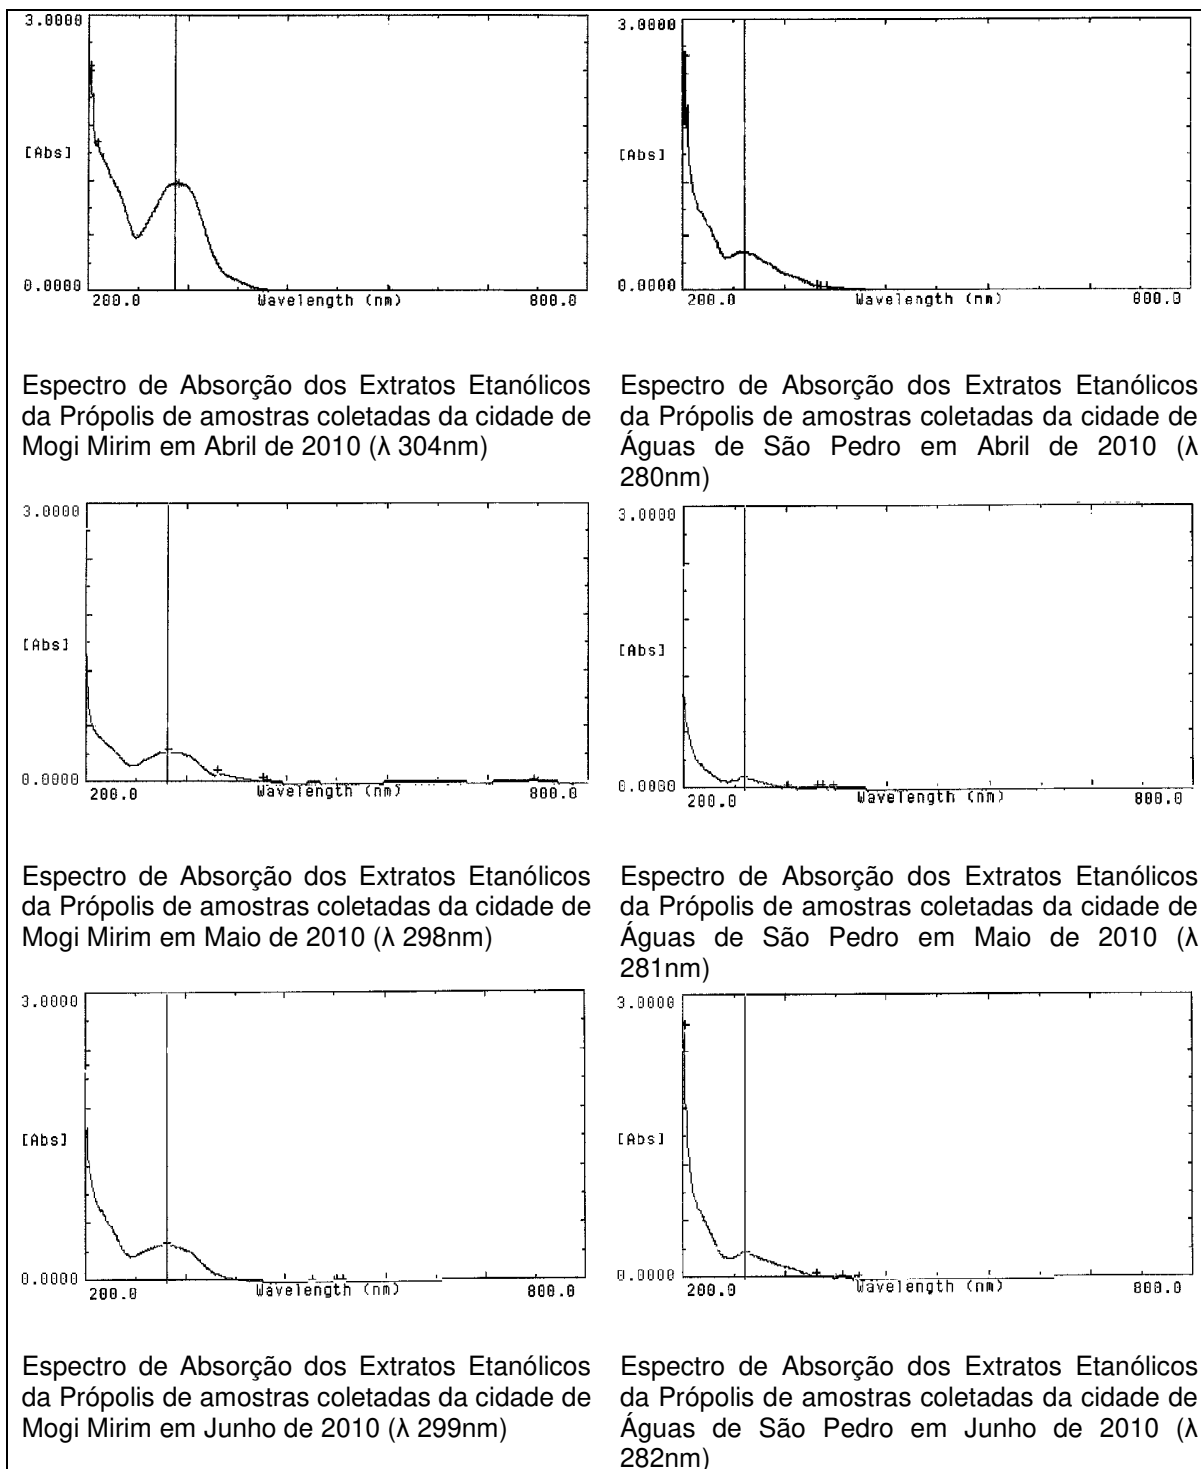 3.0000
[Abs]
0.0000
200.0
Wavelength (nm)
800.0
Espectro de Absorção dos Extratos Etanólicos
da Própolis de amostras coletadas da cidade de
Mogi Mirim em Abril de 2010 (λ 304nm)
3.0000
[Abs]
0.0000
200.0
Wavelength (nm)
800.0
Espectro de Absorção dos Extratos Etanólicos
da Própolis de amostras coletadas da cidade de
Águas de São Pedro em Abril de 2010 (λ
280nm)
3.0000
[Abs]
0.0000
200.0
Wavelength (nm)
800.0
Espectro de Absorção dos Extratos Etanólicos
da Própolis de amostras coletadas da cidade de
Mogi Mirim em Maio de 2010 (λ 298nm)
3.0000
[Abs]
0.0000
200.0
Wavelength (nm)
800.0
Espectro de Absorção dos Extratos Etanólicos
da Própolis de amostras coletadas da cidade de
Águas de São Pedro em Maio de 2010 (λ
281nm)
3.0000
[Abs]
0.0000
200.0
Wavelength (nm)
800.0
Espectro de Absorção dos Extratos Etanólicos
da Própolis de amostras coletadas da cidade de
Mogi Mirim em Junho de 2010 (λ 299nm)
3.0000
[Abs]
0.0000
200.0
Wavelength (nm)
800.0
Espectro de Absorção dos Extratos Etanólicos
da Própolis de amostras coletadas da cidade de
Águas de São Pedro em Junho de 2010 (λ
282nm)